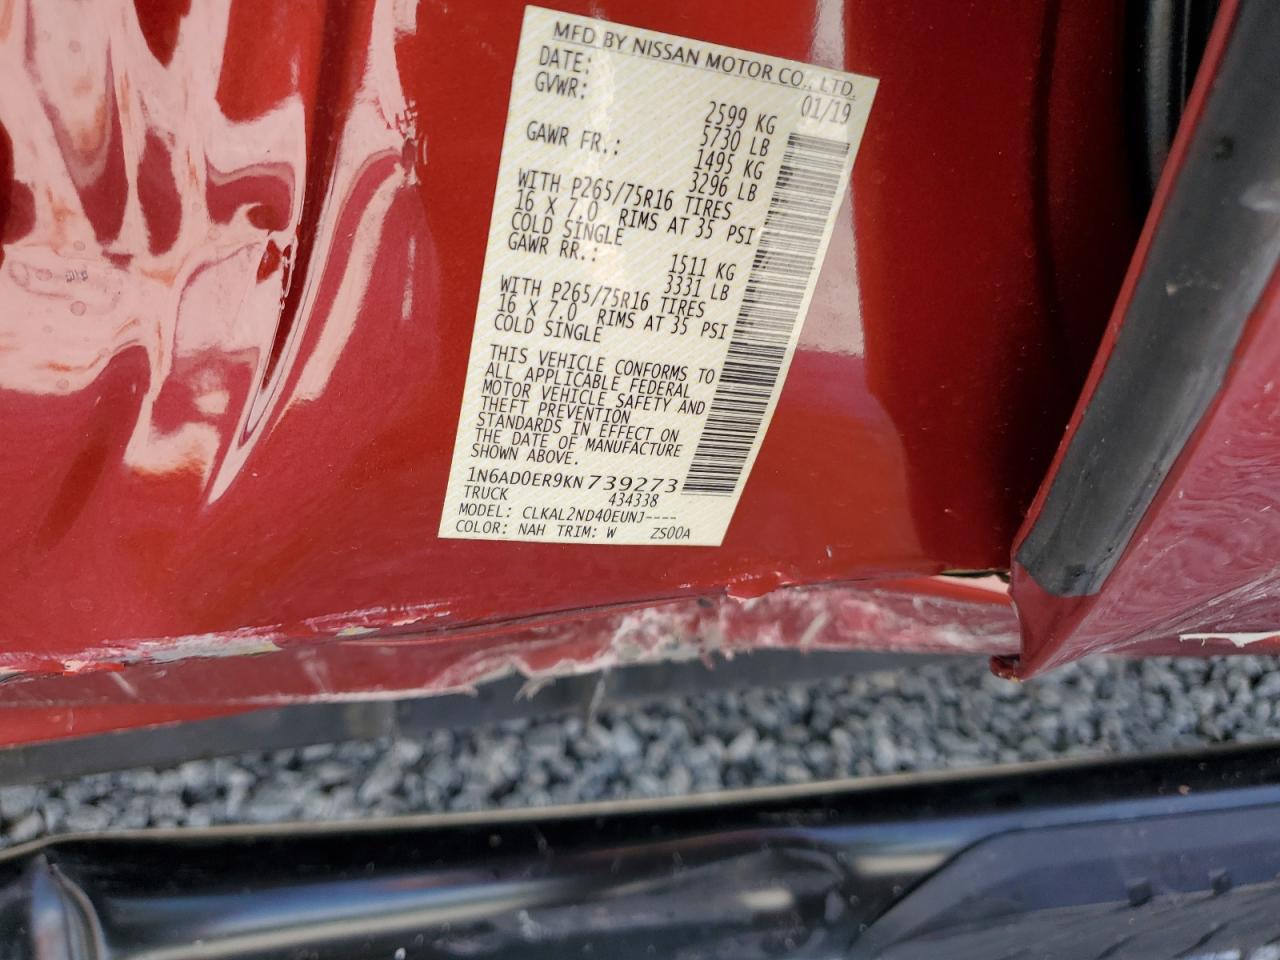 MFD BY NISSAN MOTOR CO., LTD.
DATE: 01/19
GVWR: 2599 KG
5730 LB
GAWR FR.: 1495 KG
3296 LB
WITH P265/75R16 TIRES
16 X 7.0 RIMS AT 35 PSI
COLD SINGLE
GAWR RR.: 1511 KG
3331 LB
WITH P265/75R16 TIRES
16 X 7.0 RIMS AT 35 PSI
COLD SINGLE
THIS VEHICLE CONFORMS TO
ALL APPLICABLE FEDERAL
MOTOR VEHICLE SAFETY AND
THEFT PREVENTION
STANDARDS IN EFFECT ON
THE DATE OF MANUFACTURE
SHOWN ABOVE.
1N6AD0ER9KN739273
TRUCK 434338
MODEL: CLKAL2ND40EUNJ----
COLOR: NAH TRIM: W ZS00A